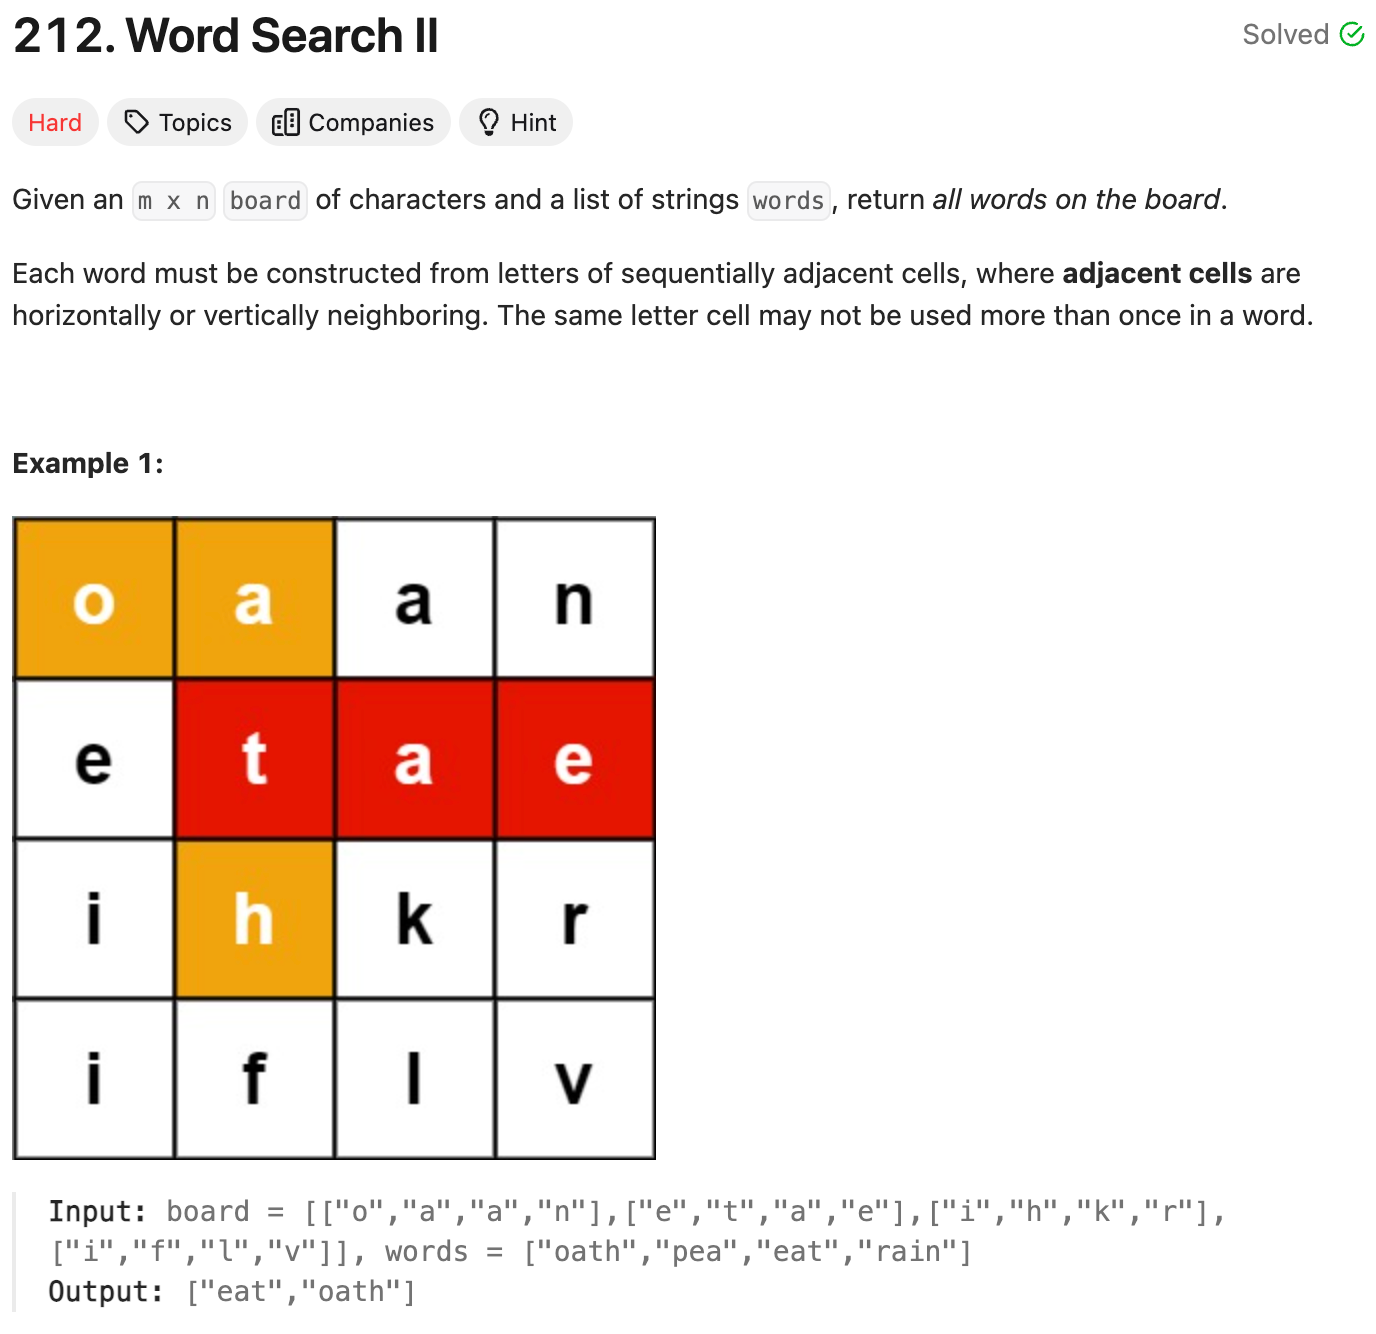 212. Word Search II
Solved
Hard Topics Companies Hint
Given an m x n board of characters and a list of strings words, return all words on the board.
Each word must be constructed from letters of sequentially adjacent cells, where adjacent cells are
horizontally or vertically neighboring. The same letter cell may not be used more than once in a word.
Example 1:
o a a n
e t a e
i h k r
i f l v
Input: board = [["o","a","a","n"],["e","t","a","e"],["i","h","k","r"],
["i","f","l","v"]], words = ["oath","pea","eat","rain"]
Output: ["eat","oath"]